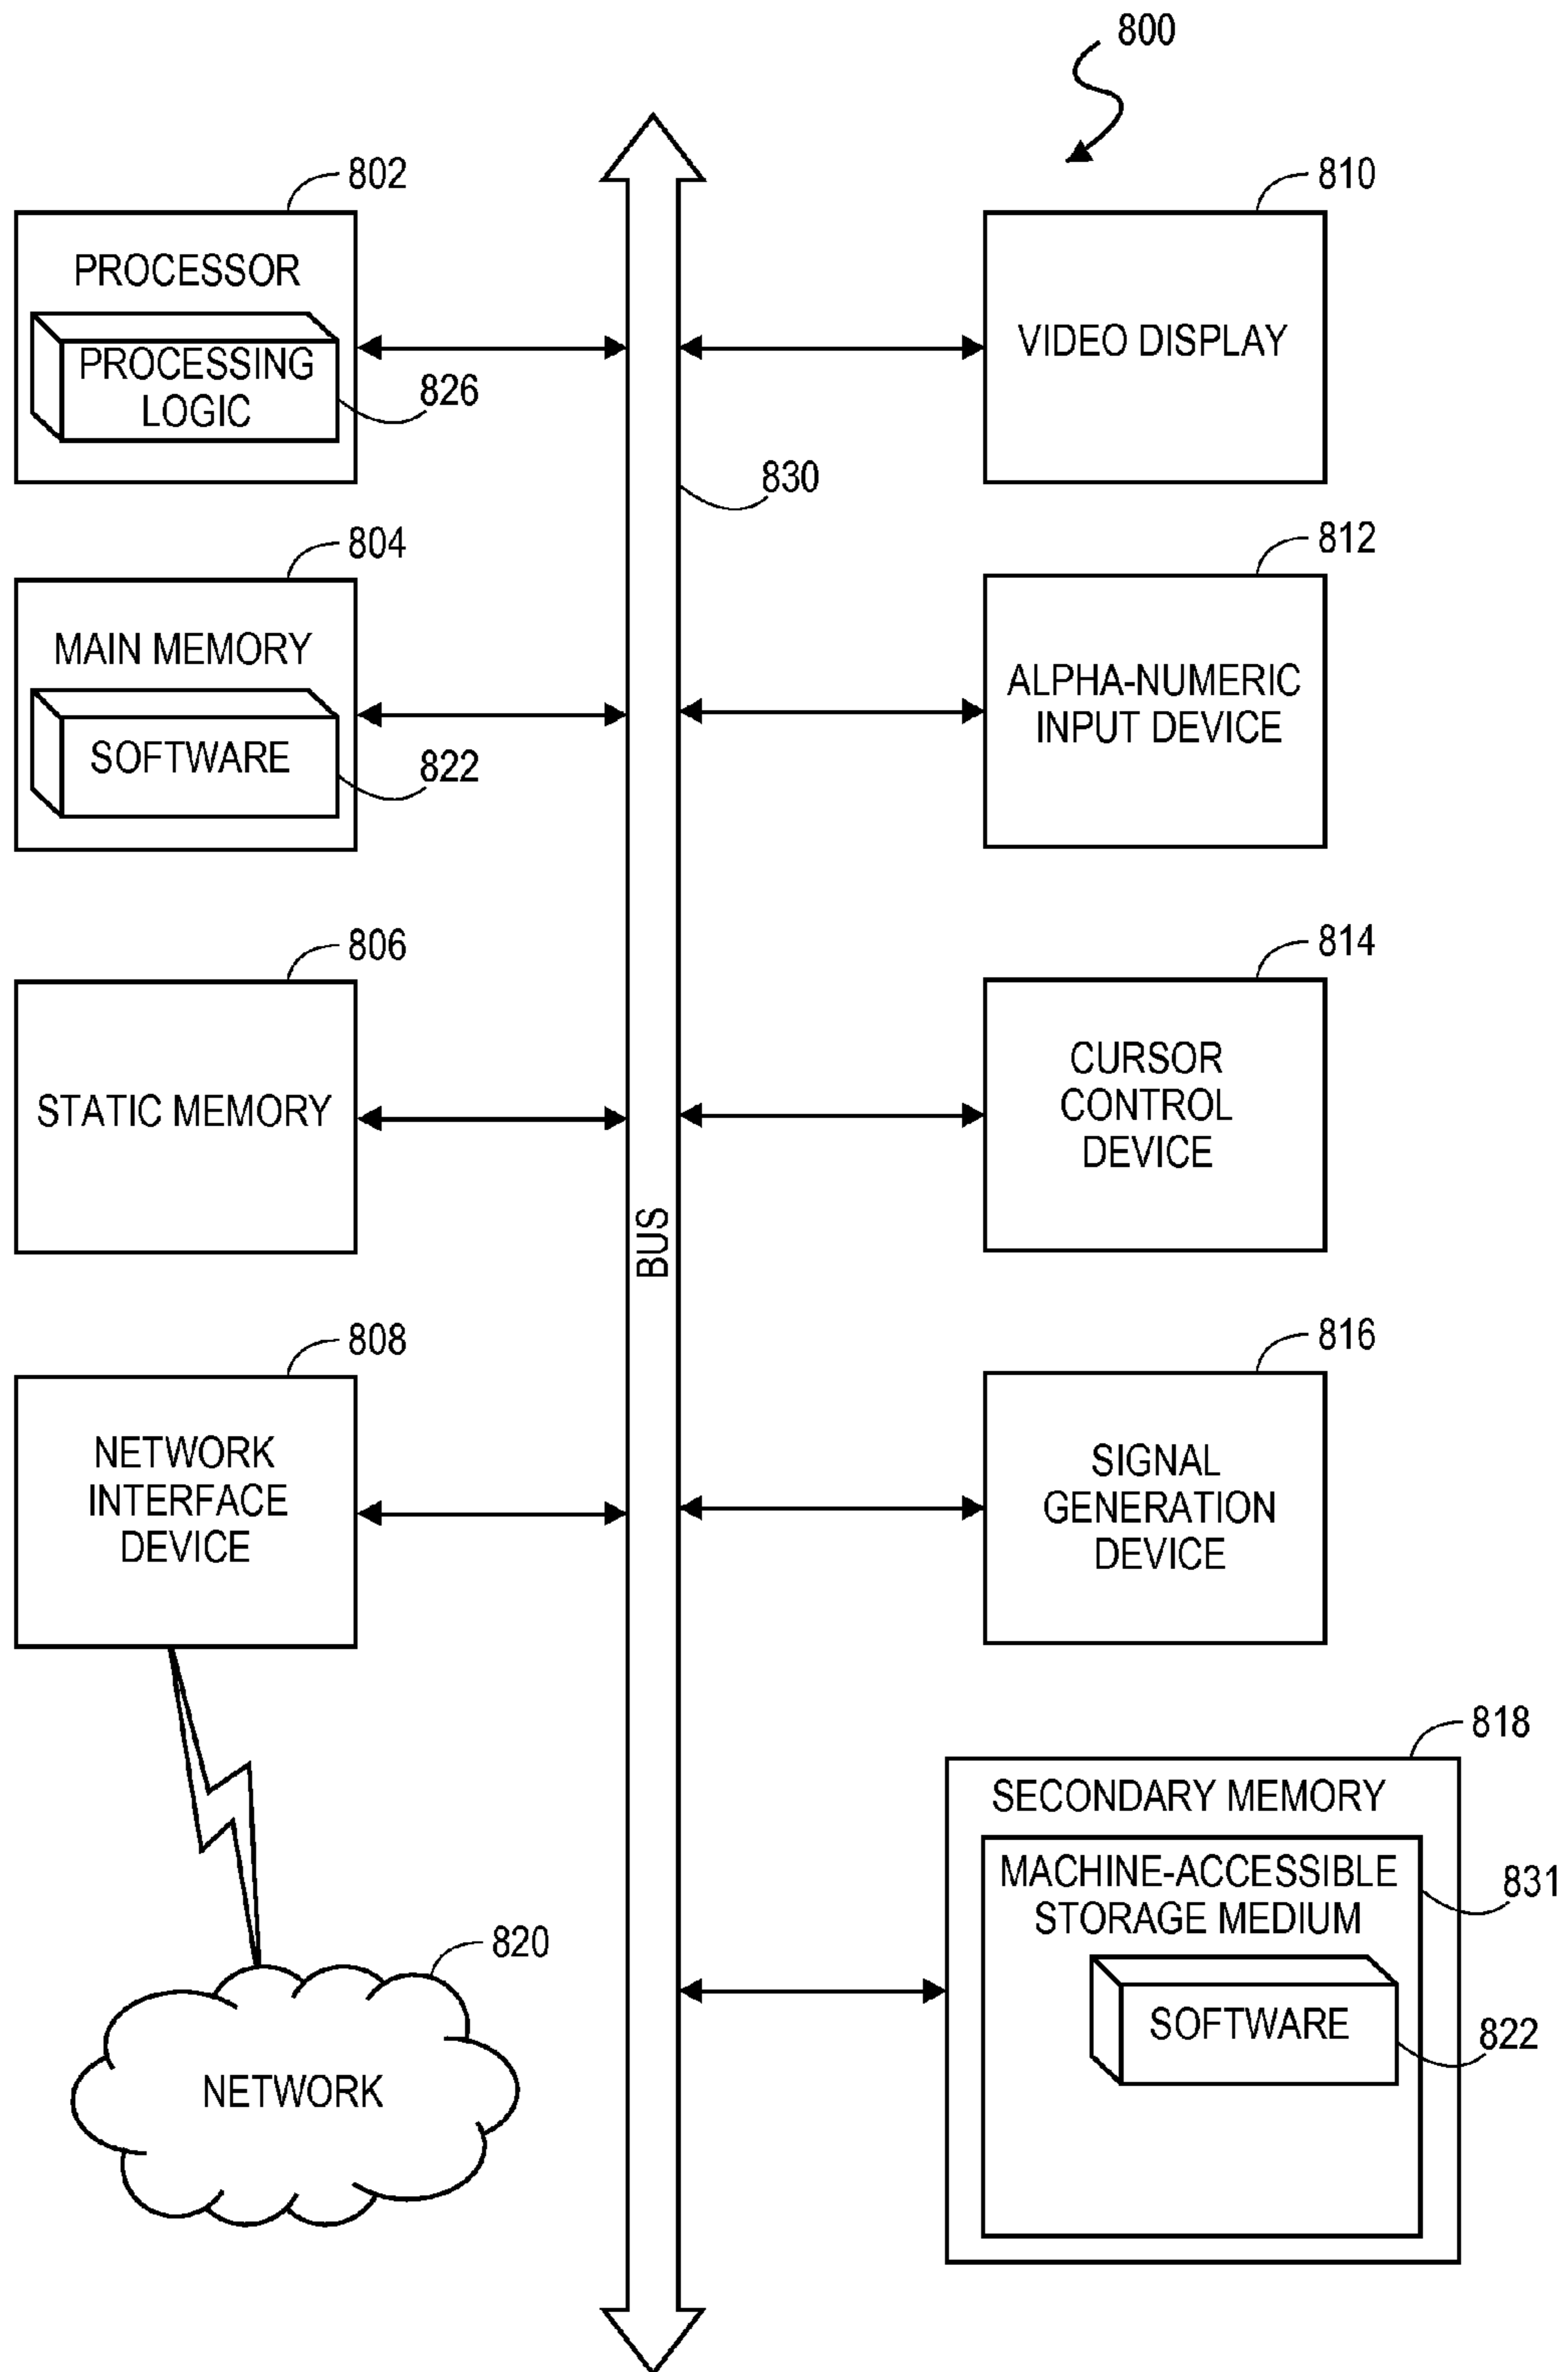 800
802
PROCESSOR
PROCESSING
LOGIC
826
804
MAIN MEMORY
SOFTWARE
822
806
STATIC MEMORY
808
NETWORK
INTERFACE
DEVICE
820
NETWORK
830
BUS
810
VIDEO DISPLAY
812
ALPHA-NUMERIC
INPUT DEVICE
814
CURSOR
CONTROL
DEVICE
816
SIGNAL
GENERATION
DEVICE
818
SECONDARY MEMORY
MACHINE-ACCESSIBLE
STORAGE MEDIUM
831
SOFTWARE
822